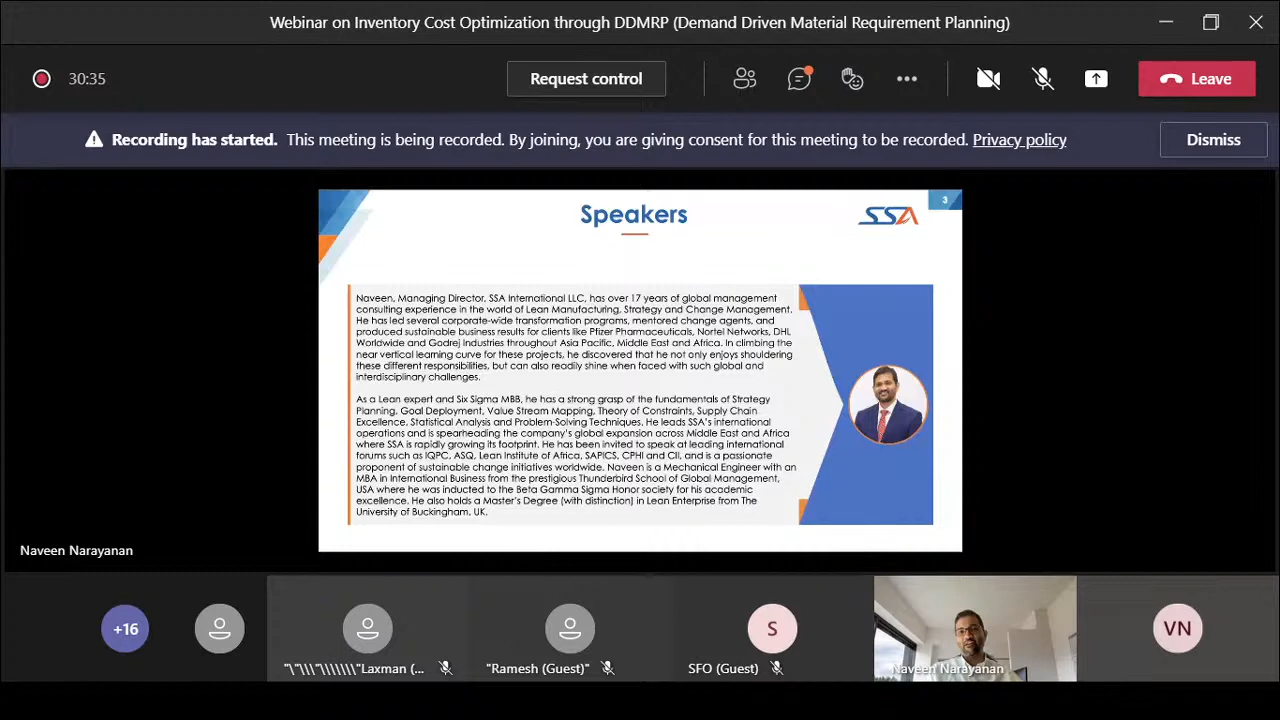 Webinar on Inventory Cost Optimization through DDMRP (Demand Driven Material Requirement Planning)
30:35
Request control
Leave
Recording has started. This meeting is being recorded. By joining, you are giving consent for this meeting to be recorded. Privacy policy
Dismiss
Speakers
SSA
3
Naveen, Managing Director, SSA International LLC, has over 17 years of global management
consulting experience in the world of Lean Manufacturing, Strategy and Change Management.
He has led several corporate-wide transformation programs, mentored change agents, and
produced sustainable business results for clients like Pfizer Pharmaceuticals, Nortel Networks, DHL
Worldwide and Godrej Industries throughout Asia Pacific, Middle East and Africa. In climbing the
near vertical learning curve for these projects, he discovered that he not only enjoys shouldering
these different responsibilities, but can also readily shine when faced with such global and
interdisciplinary challenges.
As a Lean expert and Six Sigma MBB, he has a strong grasp of the fundamentals of Strategy
Planning, Goal Deployment, Value Stream Mapping, Theory of Constraints, Supply Chain
Excellence, Statistical Analysis and Problem-Solving Techniques. He leads SSA's international
operations and is spearheading the company's global expansion across Middle East and Africa
where SSA is rapidly growing its footprint. He has been invited to speak at leading international
forums such as IQPC, ASQ, Lean Institute of Africa, SAPICS, CPHI and CII, and is a passionate
proponent of sustainable change initiatives worldwide. Naveen is a Mechanical Engineer with an
MBA in International Business from the prestigious Thunderbird School of Global Management,
USA where he was inducted to the Beta Gamma Sigma Honor society for his academic
excellence. He also holds a Master's Degree (with distinction) in Lean Enterprise from The
University of Buckingham, UK.
Naveen Narayanan
+16
"\"\\\"\\\\\\\"Laxman (...
"Ramesh (Guest)"
S
SFO (Guest)
Naveen Narayanan
VN